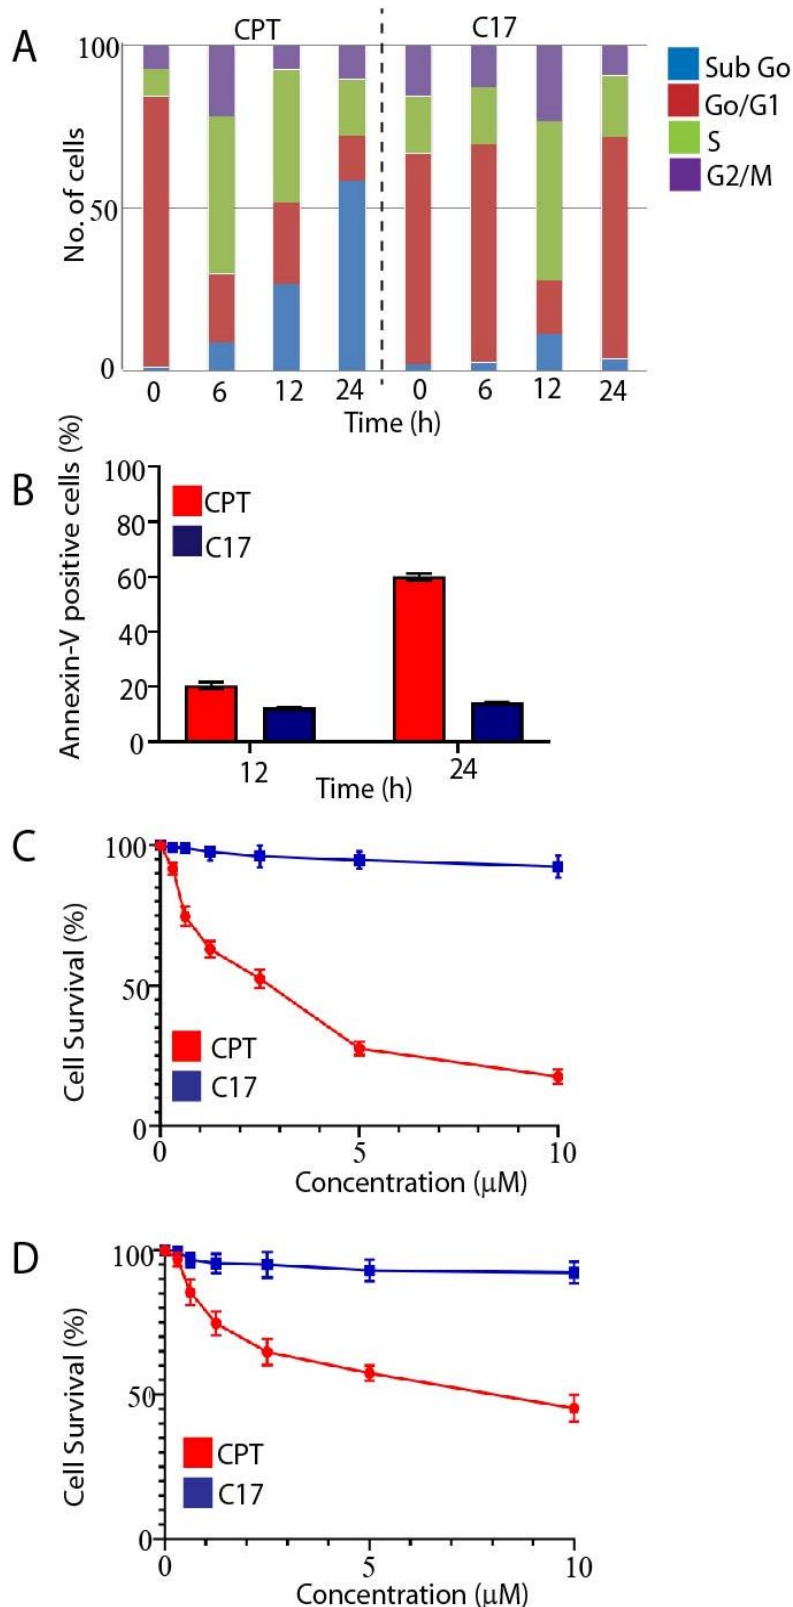 A
CPT
C17
100
50
0
No. of cells
0 6 12 24 0 6 12 24
Time (h)
Sub Go
Go/G1
S
G2/M
B
Annexin-V positive cells (%)
100
80
60
40
20
0
CPT
C17
12 24
Time (h)
C
Cell Survival (%)
100
50
0
CPT
C17
0 5 10
Concentration (μM)
D
Cell Survival (%)
100
50
0
CPT
C17
0 5 10
Concentration (μM)